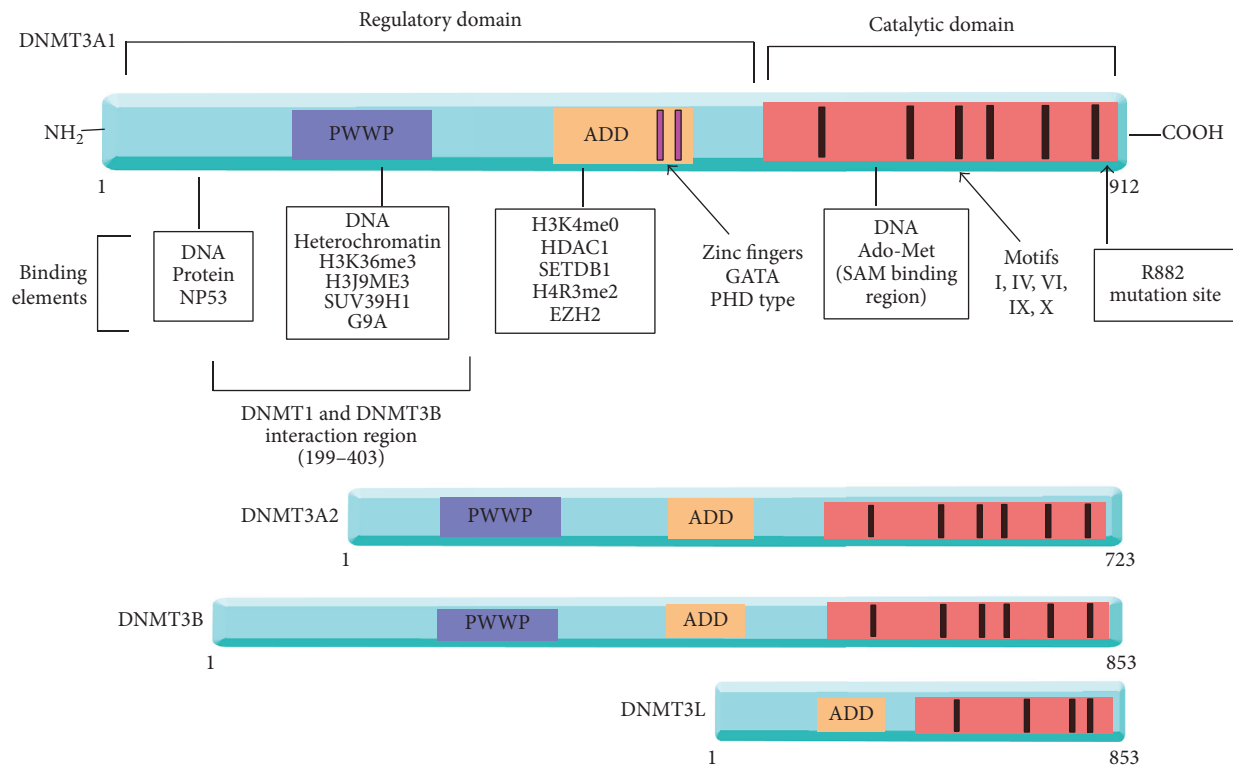 Regulatory domain
Catalytic domain
DNMT3A1
NH2
PWWP
ADD
COOH
1
912
Binding
elements
DNA
Protein
NP53
DNA
Heterochromatin
H3K36me3
H3J9ME3
SUV39H1
G9A
H3K4me0
HDAC1
SETDB1
H4R3me2
EZH2
Zinc fingers
GATA
PHD type
DNA
Ado-Met
(SAM binding
region)
Motifs
I, IV, VI,
IX, X
R882
mutation site
DNMT1 and DNMT3B
interaction region
(199–403)
DNMT3A2
PWWP
ADD
1
723
DNMT3B
PWWP
ADD
1
853
DNMT3L
ADD
1
853